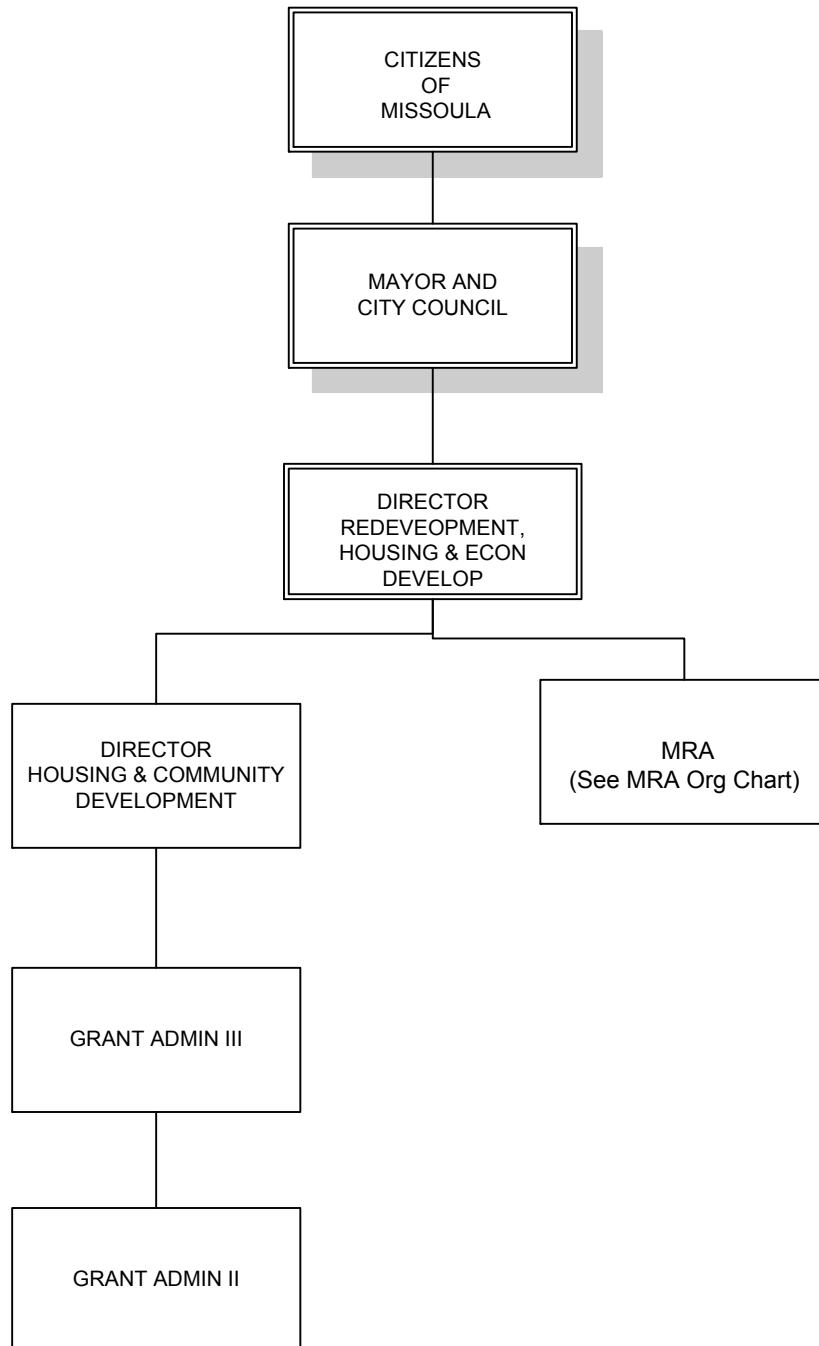 CITIZENS
OF
MISSOULA
MAYOR AND
CITY COUNCIL
DIRECTOR
REDEVEOPMENT,
HOUSING & ECON
DEVELOP
DIRECTOR
HOUSING & COMMUNITY
DEVELOPMENT
MRA
(See MRA Org Chart)
GRANT ADMIN III
GRANT ADMIN II